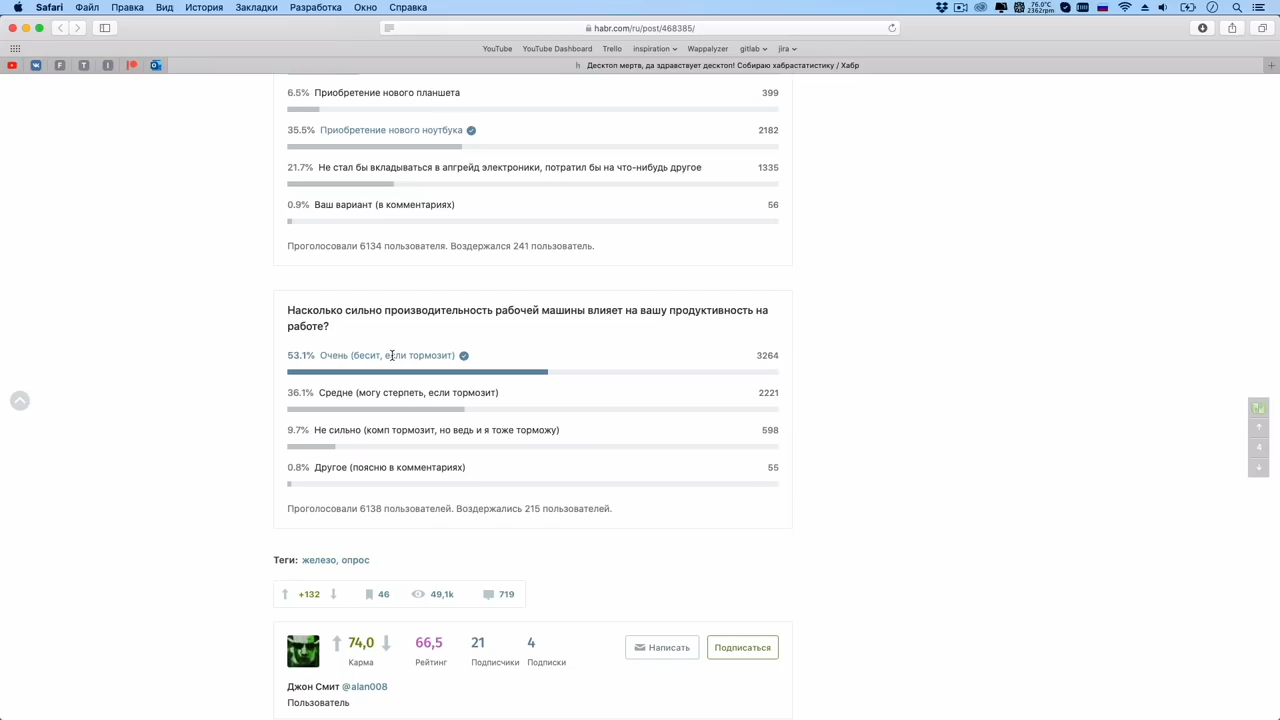 Safari Файл Правка Вид История Закладки Разработка Окно Справка
76.0°C
2362rpm
habr.com/ru/post/468385/
YouTube YouTube Dashboard Trello inspiration Wappalyzer gitlab jira
Десктоп мертв, да здравствует десктоп! Собираю хабрастатистику / Хабр
6.5% Приобретение нового планшета 399
35.5% Приобретение нового ноутбука 2182
21.7% Не стал бы вкладываться в апгрейд электроники, потратил бы на что-нибудь другое 1335
0.9% Ваш вариант (в комментариях) 56
Проголосовали 6134 пользователя. Воздержался 241 пользователь.
Насколько сильно производительность рабочей машины влияет на вашу продуктивность на
работе?
53.1% Очень (бесит, если тормозит) 3264
36.1% Средне (могу стерпеть, если тормозит) 2221
9.7% Не сильно (комп тормозит, но ведь и я тоже торможу) 598
0.8% Другое (поясню в комментариях) 55
Проголосовали 6138 пользователей. Воздержались 215 пользователей.
4
Теги: железо, опрос
+132 46 49,1k 719
74,0 66,5 21 4
Карма Рейтинг Подписчики Подписки
Написать Подписаться
Джон Смит @alan008
Пользователь